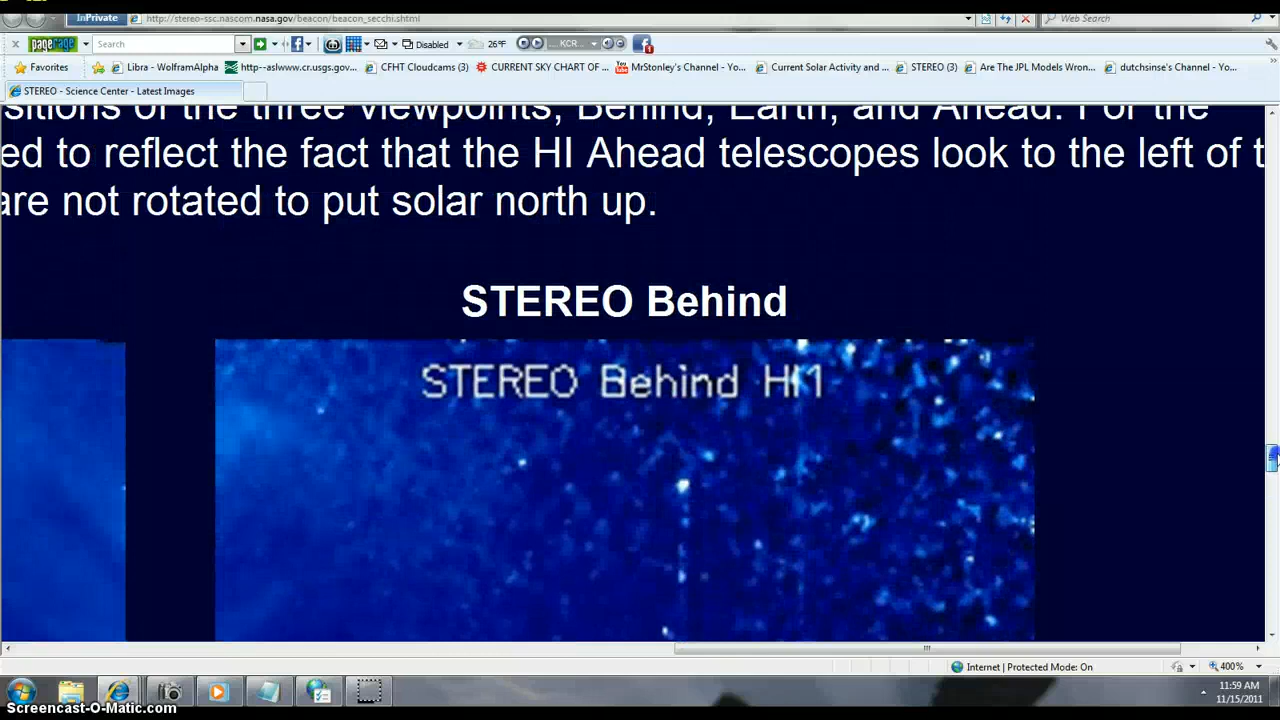 InPrivate http://stereo-ssc.nascom.nasa.gov/beacon/beacon_secchi.shtml Web Search
pagerage Search Disabled 26°F KCR... 1
Favorites Libra - WolframAlpha http--aslwww.cr.usgs.gov... CFHT Cloudcams (3) CURRENT SKY CHART OF ... MrStonley's Channel - Yo... Current Solar Activity and ... STEREO (3) Are The JPL Models Wron... dutchsinse's Channel - Yo...
STEREO - Science Center - Latest Images
sitions of the three viewpoints, Behind, Earth, and Ahead. For the
ed to reflect the fact that the HI Ahead telescopes look to the left of t
are not rotated to put solar north up.
STEREO Behind
STEREO Behind HI1
Internet | Protected Mode: On 400%
11:59 AM
11/15/2011
Screencast-O-Matic.com